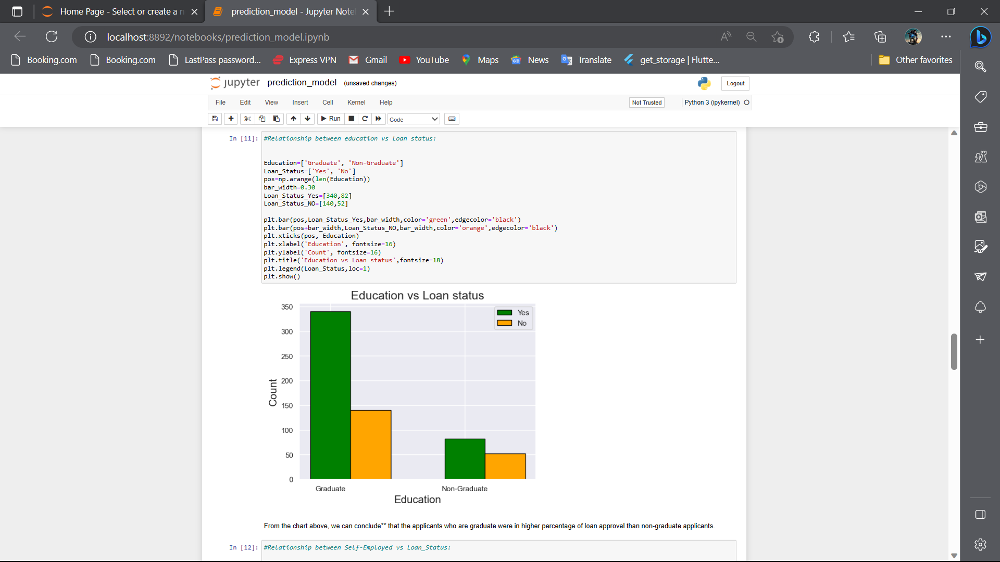 Home Page - Select or create a n
prediction_model - Jupyter Note
localhost:8892/notebooks/prediction_model.ipynb
Booking.com
Booking.com
LastPass password...
Express VPN
Gmail
YouTube
Maps
News
Translate
get_storage | Flutte...
Other favorites
jupyter prediction_model (unsaved changes)
Logout
File Edit View Insert Cell Kernel Help
Not Trusted
Python 3 (ipykernel)
Run
Code
In [11]: #Relationship between education vs Loan status:
Education=['Graduate', 'Non-Graduate']
Loan_Status=['Yes', 'No']
pos=np.arange(len(Education))
bar_width=0.30
Loan_Status_Yes=[340,82]
Loan_Status_NO=[140,52]
plt.bar(pos,Loan_Status_Yes,bar_width,color='green',edgecolor='black')
plt.bar(pos+bar_width,Loan_Status_NO,bar_width,color='orange',edgecolor='black')
plt.xticks(pos, Education)
plt.xlabel('Education', fontsize=16)
plt.ylabel('Count', fontsize=16)
plt.title('Education vs Loan status',fontsize=18)
plt.legend(Loan_Status,loc=1)
plt.show()
Education vs Loan status
Yes
No
350
300
250
200
150
100
50
0
Count
Graduate
Non-Graduate
Education
From the chart above, we can conclude** that the applicants who are graduate were in higher percentage of loan approval than non-graduate applicants.
In [12]: #Relationship between Self-Employed vs Loan_Status: